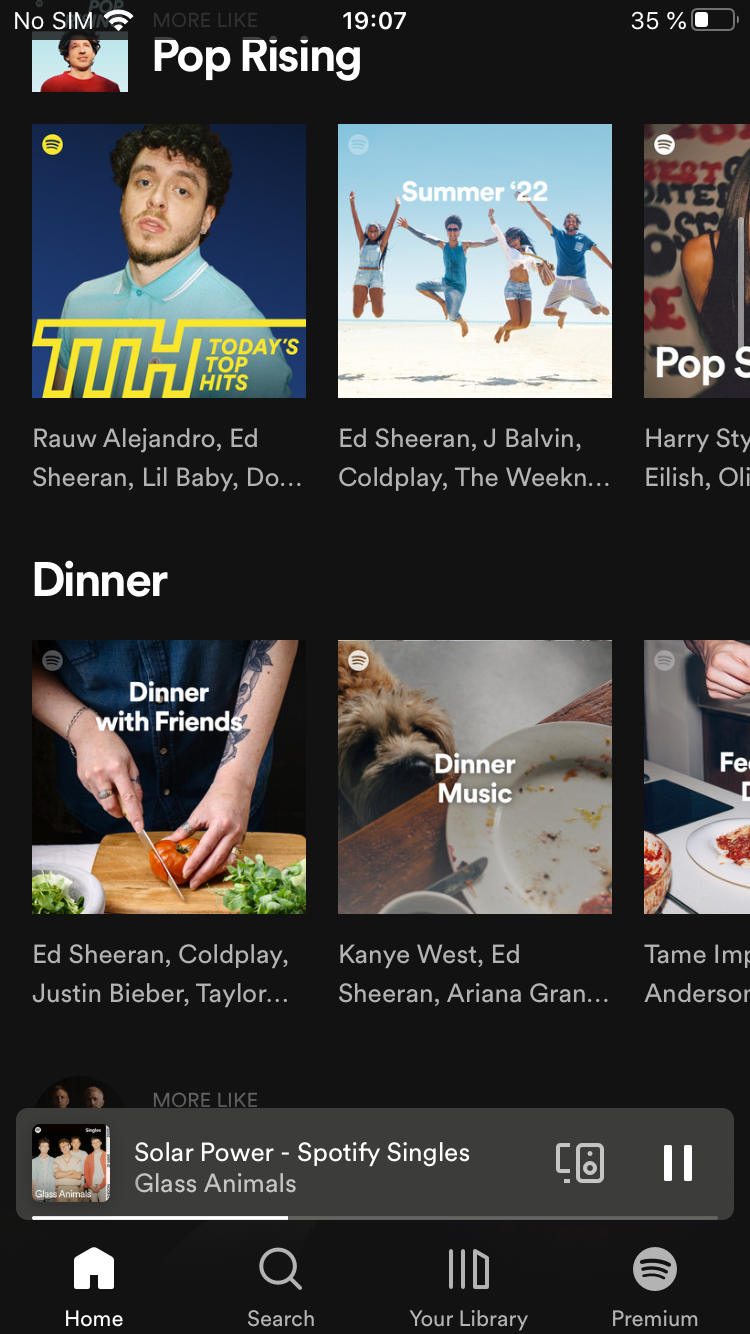 No SIM 19:07 35 %
MORE LIKE
Pop Rising
TODAY'S
TOP
HITS
TTH
Summer ‘22
Pop S
Rauw Alejandro, Ed
Sheeran, Lil Baby, Do...
Ed Sheeran, J Balvin,
Coldplay, The Weekn...
Harry Sty
Eilish, Oli
Dinner
Dinner
with Friends
Dinner
Music
Fe
D
Ed Sheeran, Coldplay,
Justin Bieber, Taylor...
Kanye West, Ed
Sheeran, Ariana Gran...
Tame Imp
Anderson
MORE LIKE
Singles
Glass Animals
Solar Power - Spotify Singles
Glass Animals
Home
Search
Your Library
Premium